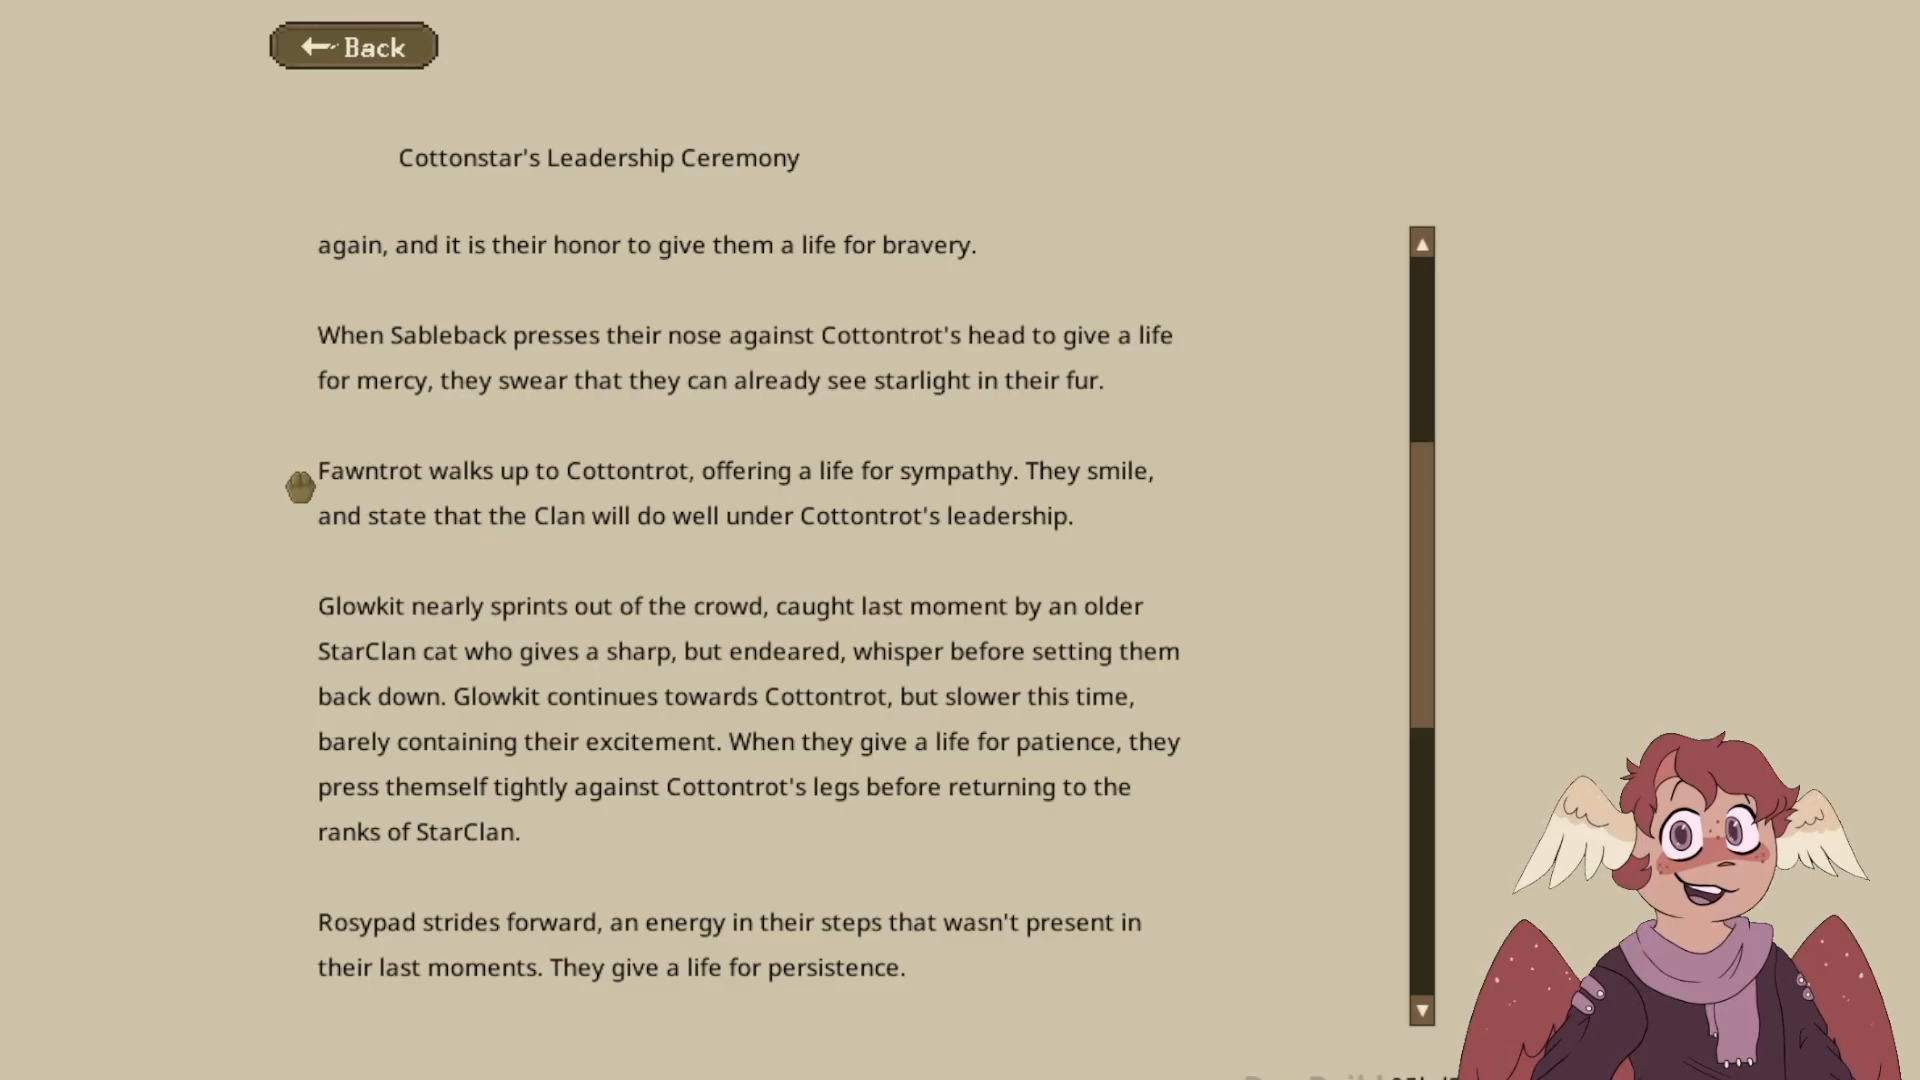 Back
Cottonstar's Leadership Ceremony
again, and it is their honor to give them a life for bravery.
When Sableback presses their nose against Cottontrot's head to give a life
for mercy, they swear that they can already see starlight in their fur.
Fawntrot walks up to Cottontrot, offering a life for sympathy. They smile,
and state that the Clan will do well under Cottontrot's leadership.
Glowkit nearly sprints out of the crowd, caught last moment by an older
StarClan cat who gives a sharp, but endeared, whisper before setting them
back down. Glowkit continues towards Cottontrot, but slower this time,
barely containing their excitement. When they give a life for patience, they
press themself tightly against Cottontrot's legs before returning to the
ranks of StarClan.
Rosypad strides forward, an energy in their steps that wasn't present in
their last moments. They give a life for persistence.